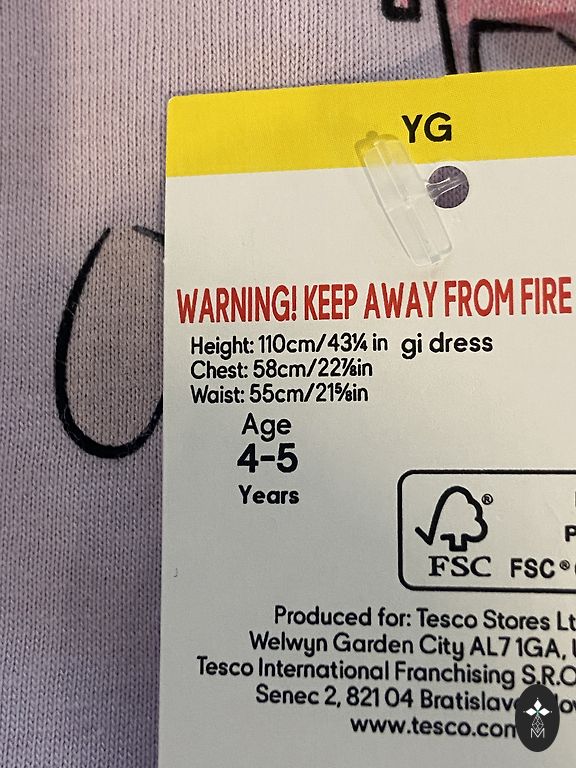 YG
WARNING! KEEP AWAY FROM FIRE
Height: 110cm/43¼ in gi dress
Chest: 58cm/22⅞in
Waist: 55cm/21⅝in
Age
4-5
Years
®
P
FSC FSC®
Produced for: Tesco Stores Lt
Welwyn Garden City AL7 1GA,
Tesco International Franchising S.R.O
Senec 2, 821 04 Bratislav
www.tesco.com
M